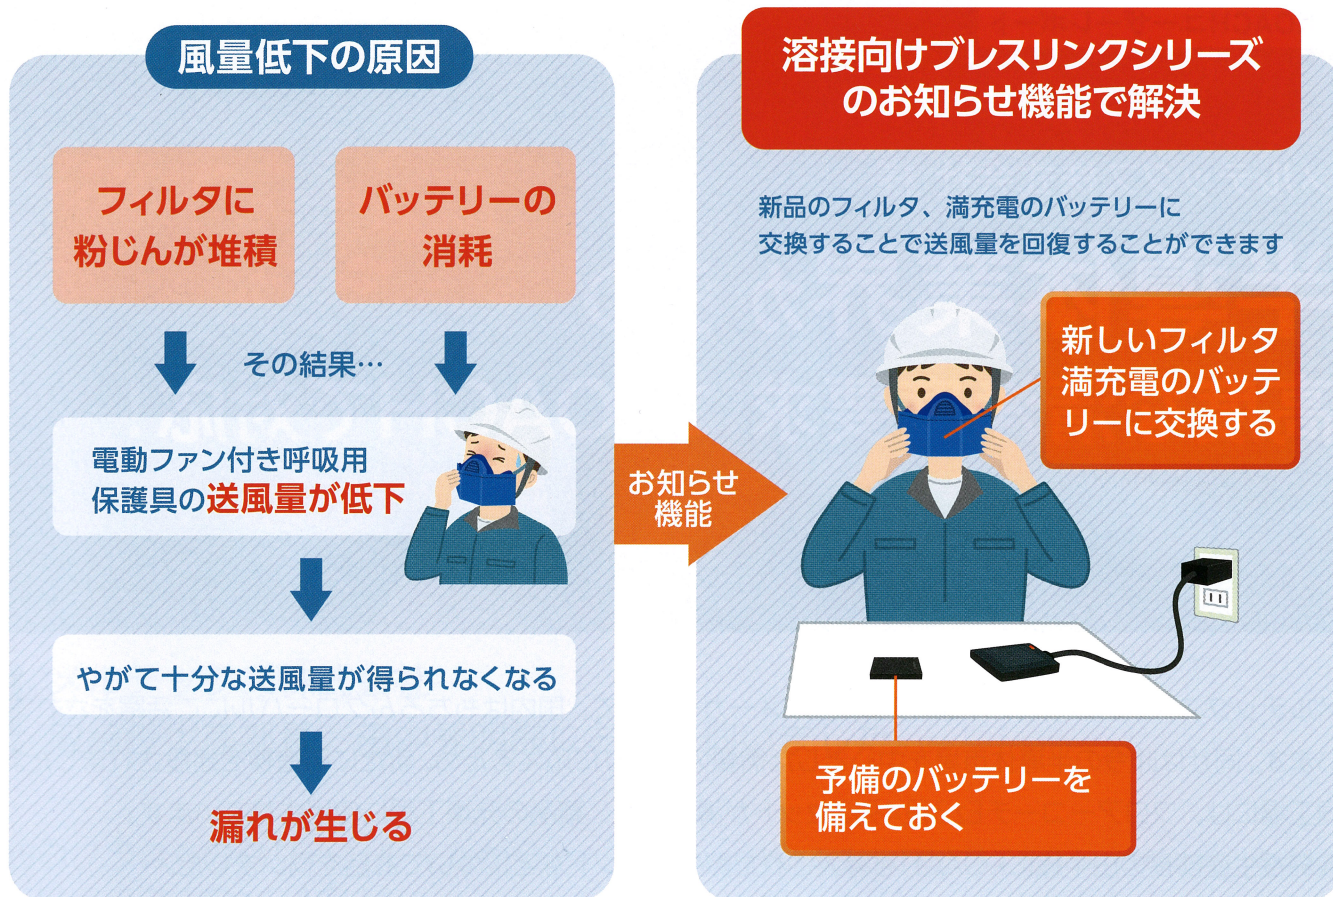 風量低下の原因
フィルタに
粉じんが堆積
バッテリーの
消耗
その結果…
電動ファン付き呼吸用
保護具の送風量が低下
やがて十分な送風量が得られなくなる
漏れが生じる
お知らせ
機能
溶接向けブレスリンクシリーズ
のお知らせ機能で解決
新品のフィルタ、満充電のバッテリーに
交換することで送風量を回復することができます
新しいフィルタ
満充電のバッテ
リーに交換する
予備のバッテリーを
備えておく